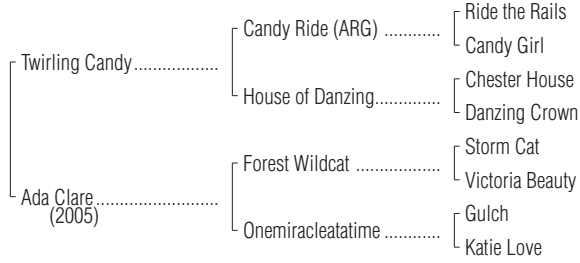 Ride the Rails
Candy Ride (ARG) ............
Candy Girl
Twirling Candy..................
Chester House
House of Danzing..............
Danzing Crown
Storm Cat
Forest Wildcat ..................
Victoria Beauty
Ada Clare..........................
(2005)
Gulch
Onemiracleatatime ............
Katie Love